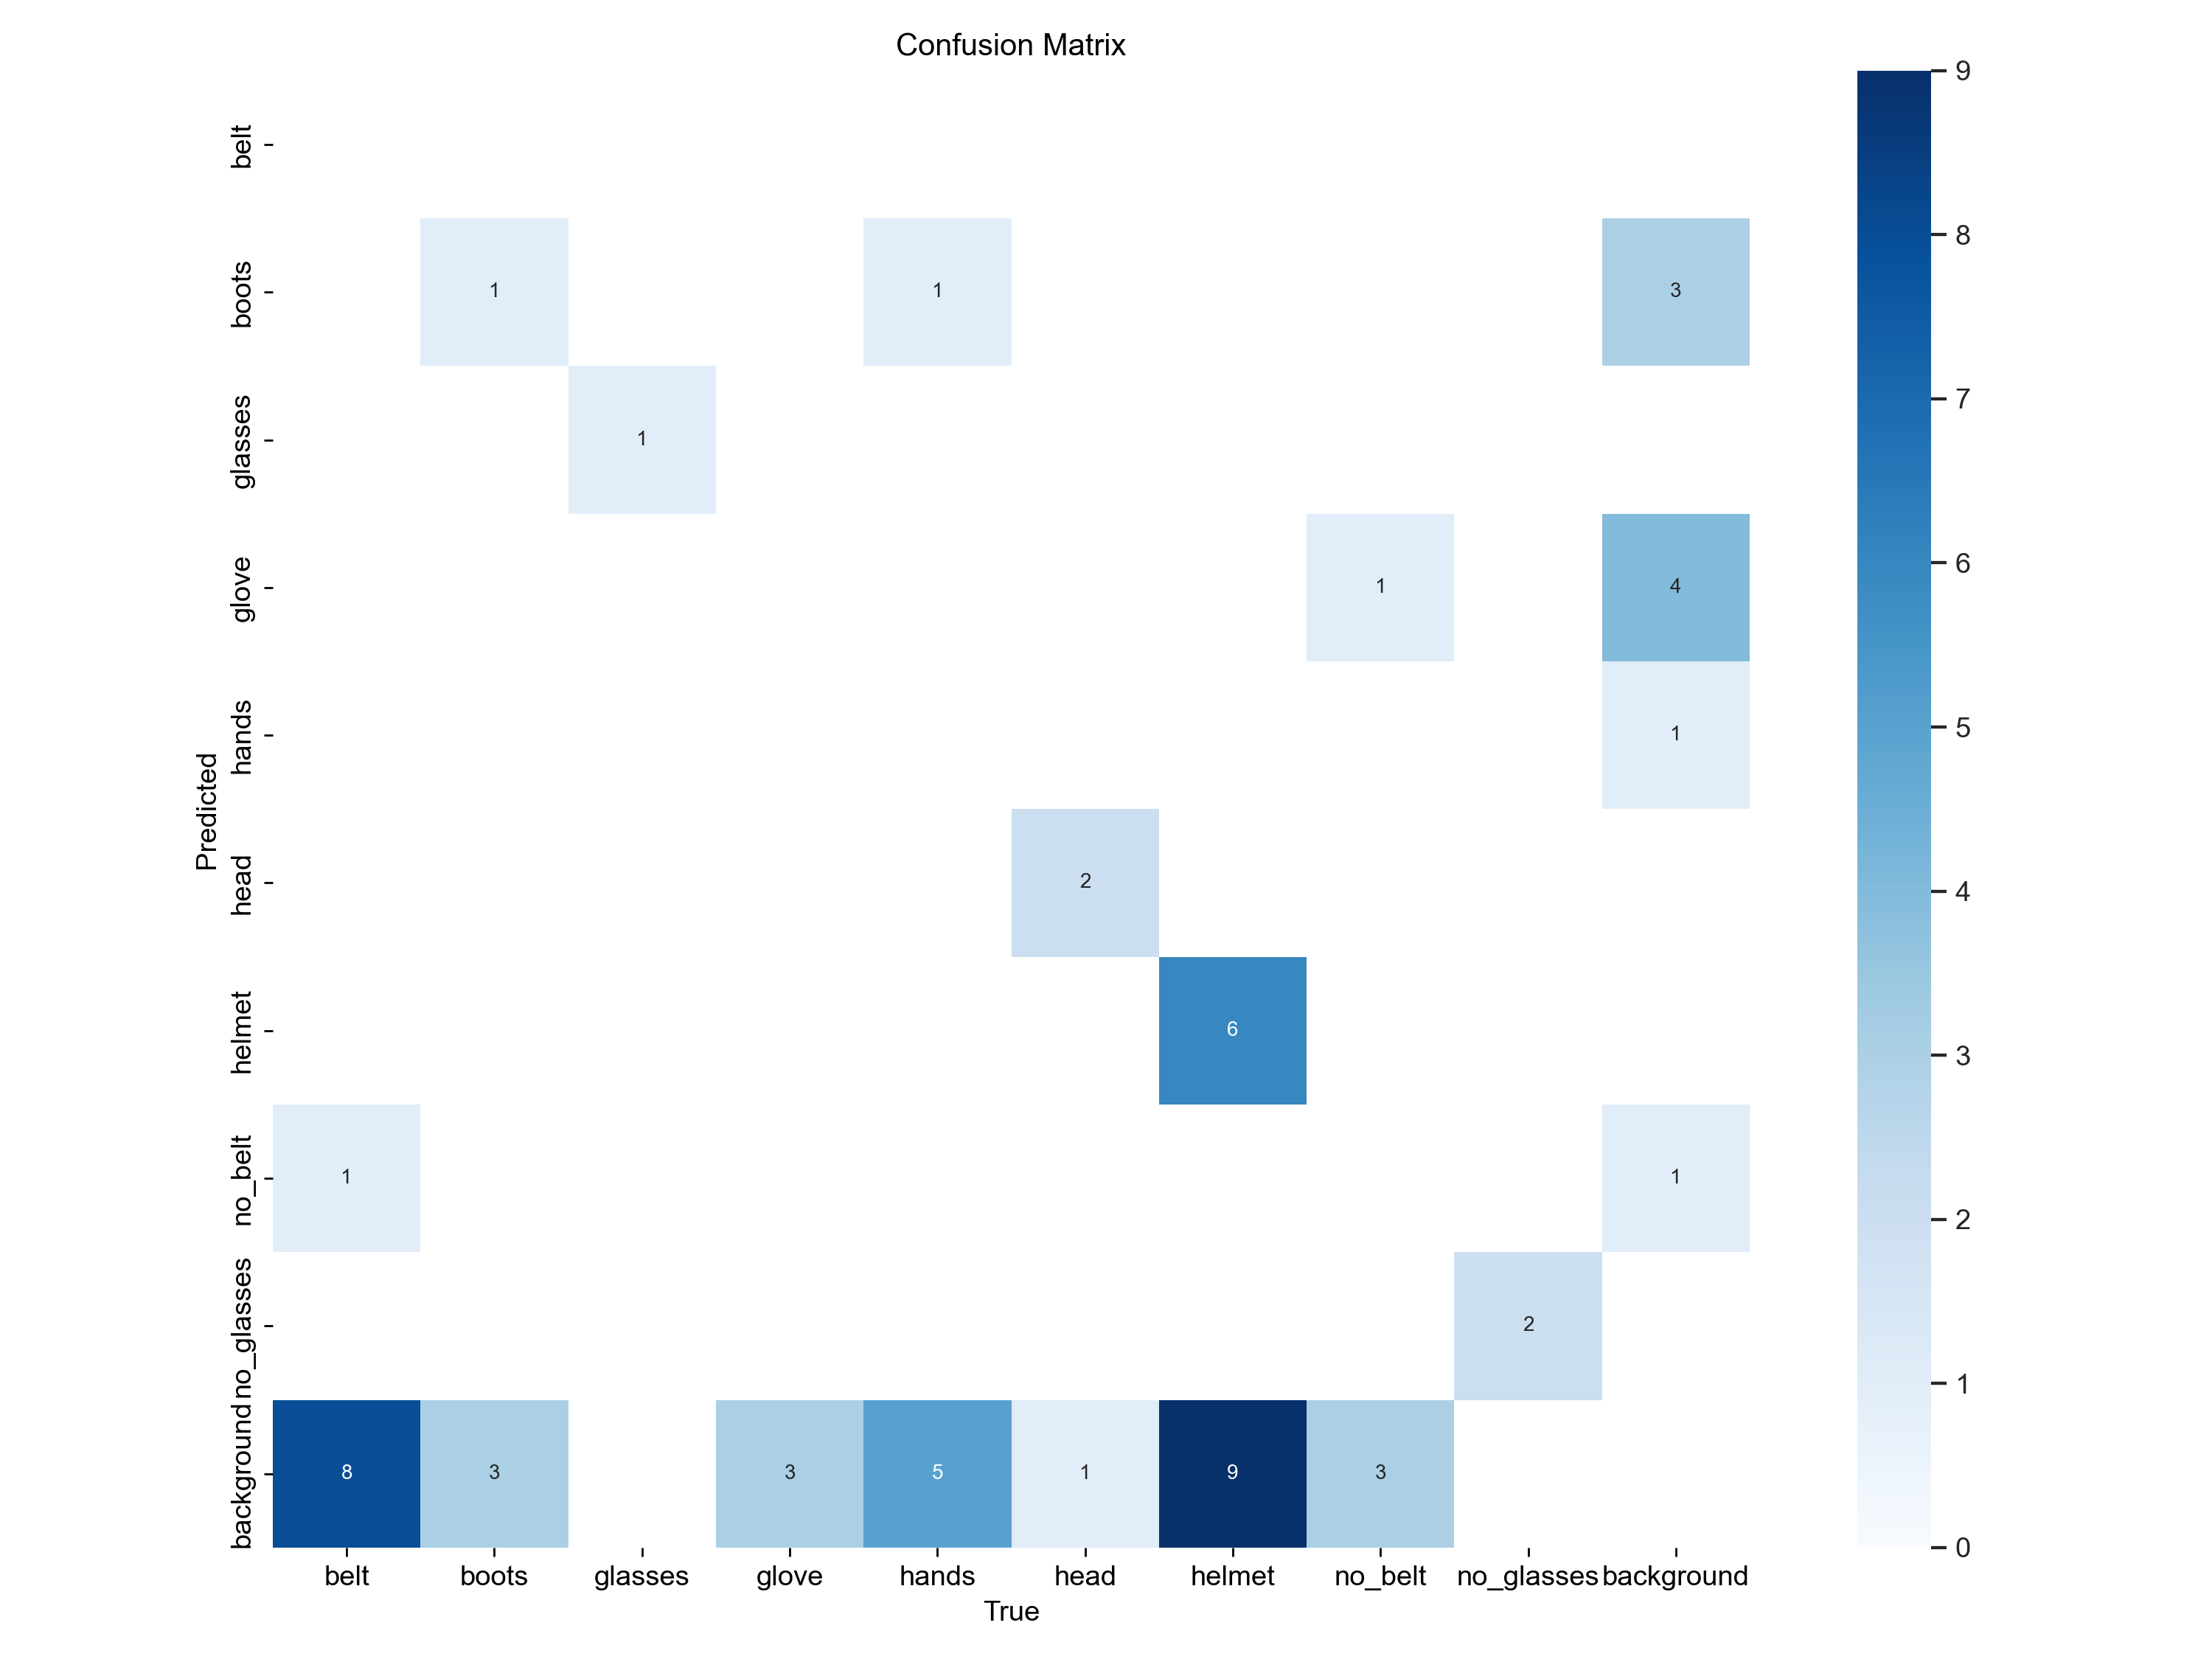 Confusion Matrix
belt
boots
glasses
glove
hands
head
helmet
no_belt
no_glasses
background
Predicted
1 1 3
1
1 4
1
2
6
1 1
2
8 3 3 5 1 9 3
belt boots glasses glove hands head helmet no_belt no_glasses background
True
9
8
7
6
5
4
3
2
1
0